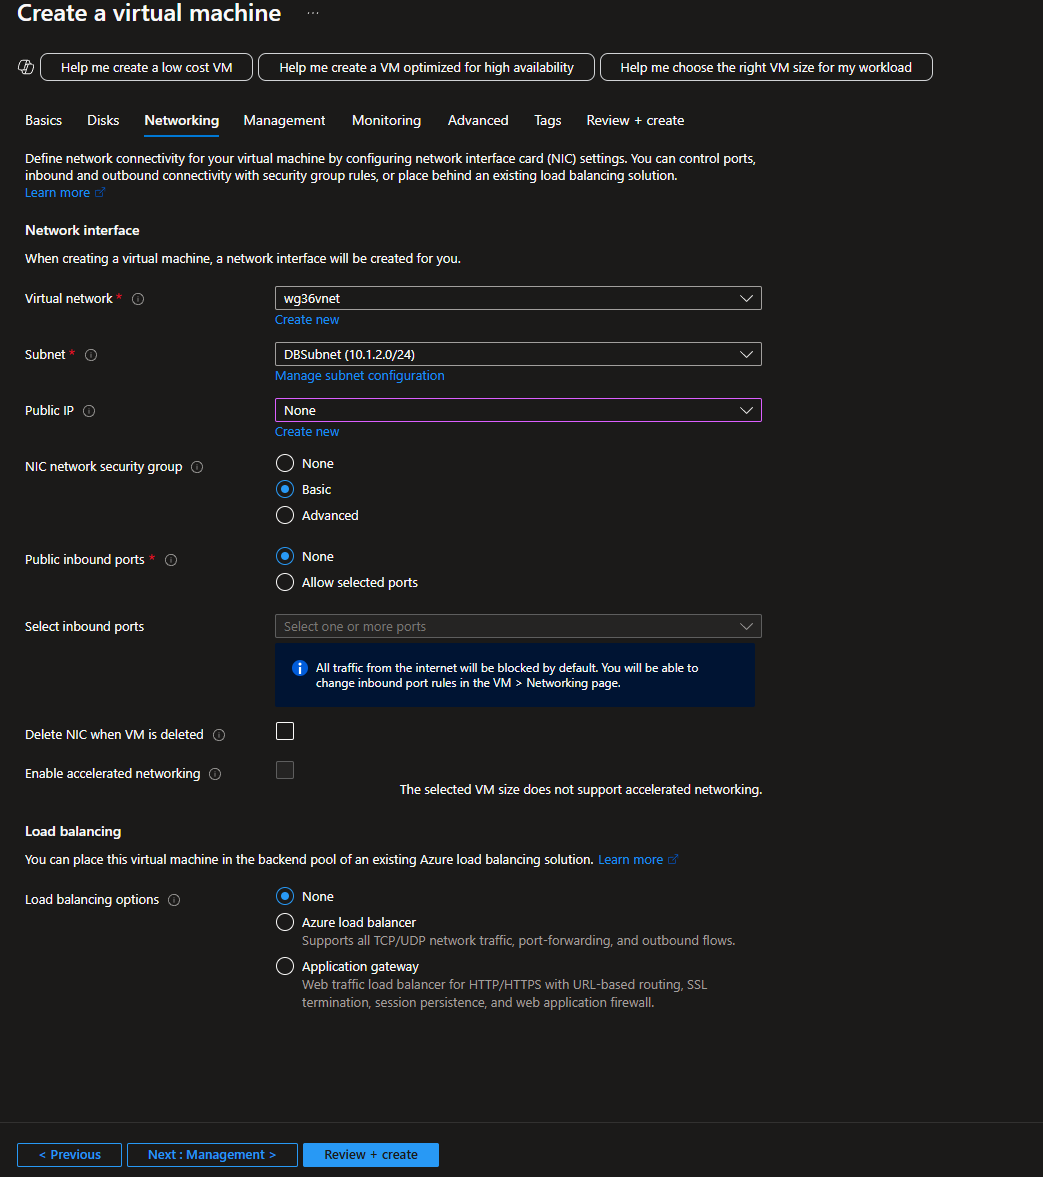 Create a virtual machine ...
Help me create a low cost VM
Help me create a VM optimized for high availability
Help me choose the right VM size for my workload
Basics Disks Networking Management Monitoring Advanced Tags Review + create
Define network connectivity for your virtual machine by configuring network interface card (NIC) settings. You can control ports,
inbound and outbound connectivity with security group rules, or place behind an existing load balancing solution.
Learn more
Network interface
When creating a virtual machine, a network interface will be created for you.
Virtual network *
wg36vnet
Create new
Subnet *
DBSubnet (10.1.2.0/24)
Manage subnet configuration
Public IP
None
Create new
NIC network security group
None
Basic
Advanced
Public inbound ports *
None
Allow selected ports
Select inbound ports
Select one or more ports
All traffic from the internet will be blocked by default. You will be able to
change inbound port rules in the VM > Networking page.
Delete NIC when VM is deleted
Enable accelerated networking
The selected VM size does not support accelerated networking.
Load balancing
You can place this virtual machine in the backend pool of an existing Azure load balancing solution. Learn more
Load balancing options
None
Azure load balancer
Supports all TCP/UDP network traffic, port-forwarding, and outbound flows.
Application gateway
Web traffic load balancer for HTTP/HTTPS with URL-based routing, SSL
termination, session persistence, and web application firewall.
< Previous
Next : Management >
Review + create